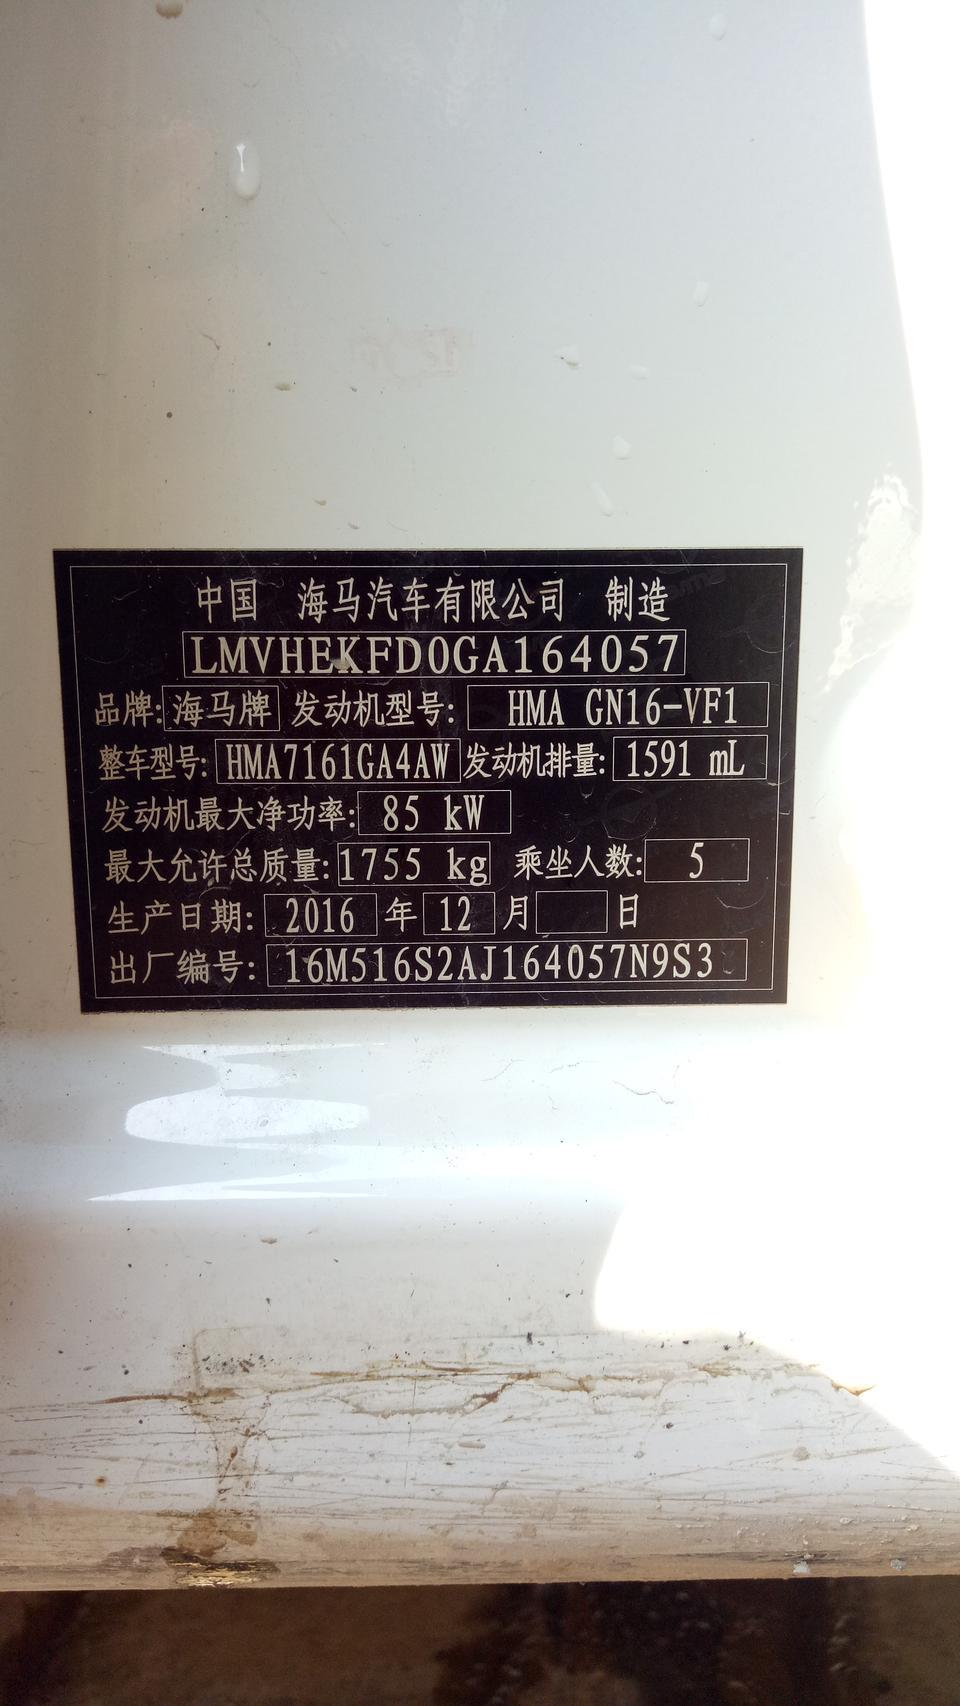 中国 海马汽车有限公司 制造
LMVHEKFD0GA164057
品牌: 海马牌 发动机型号: HMA GN16-VF1
整车型号: HMA7161GA4AW 发动机排量: 1591 mL
发动机最大净功率: 85 kW
最大允许总质量: 1755 kg 乘坐人数: 5
生产日期: 2016 年 12 月 日
出厂编号: 16M516S2AJ164057N9S3